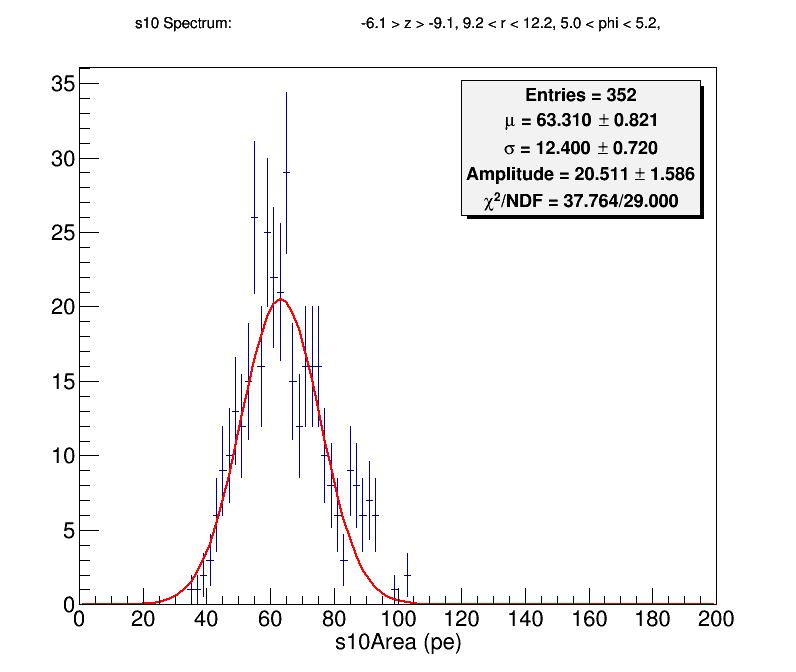 s10 Spectrum: -6.1 > z > -9.1, 9.2 < r < 12.2, 5.0 < phi < 5.2,
35
Entries = 352
μ = 63.310 ± 0.821
30
σ = 12.400 ± 0.720
Amplitude = 20.511 ± 1.586
χ²/NDF = 37.764/29.000
25
20
15
10
5
0
0 20 40 60 80 100 120 140 160 180 200
s10Area (pe)